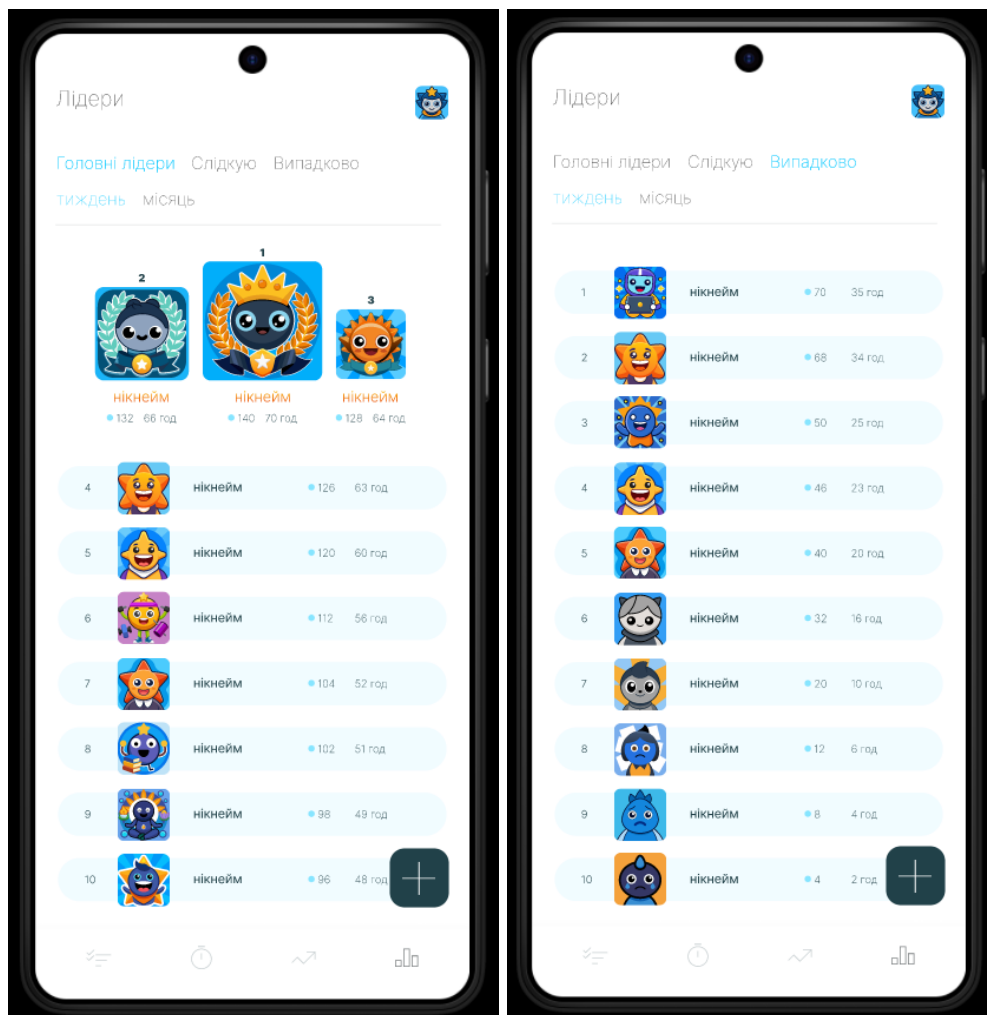 Лідери
Головні лідери Слідкую Випадково
тиждень місяць
1
2
3
нікнейм нікнейм нікнейм
132 66 год 140 70 год 128 64 год
4 нікнейм 126 63 год
5 нікнейм 120 60 год
6 нікнейм 112 56 год
7 нікнейм 104 52 год
8 нікнейм 102 51 год
9 нікнейм 98 49 год
10 нікнейм 96 48 год
Лідери
Головні лідери Слідкую Випадково
тиждень місяць
1 нікнейм 70 35 год
2 нікнейм 68 34 год
3 нікнейм 50 25 год
4 нікнейм 46 23 год
5 нікнейм 40 20 год
6 нікнейм 32 16 год
7 нікнейм 20 10 год
8 нікнейм 12 6 год
9 нікнейм 8 4 год
10 нікнейм 4 2 год